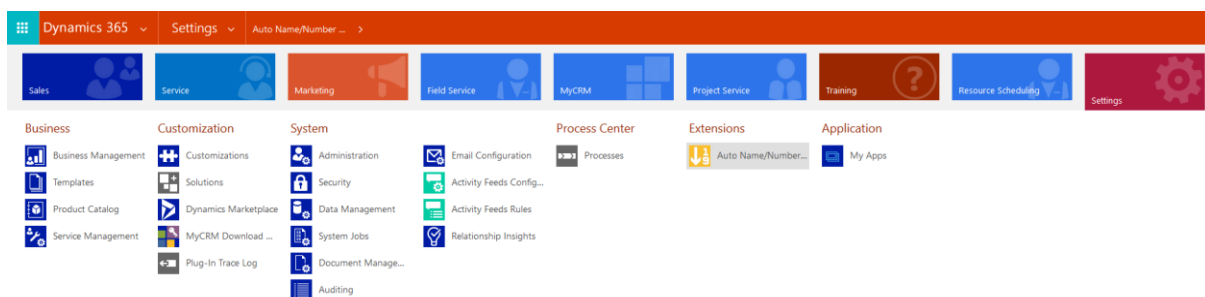 Dynamics 365 Settings Auto Name/Number ... >
Sales Service Marketing Field Service MyCRM Project Service Training Resource Scheduling Settings
Business
Business Management
Templates
Product Catalog
Service Management
Customization
Customizations
Solutions
Dynamics Marketplace
MyCRM Download ...
Plug-In Trace Log
System
Administration
Security
Data Management
System Jobs
Document Manage...
Auditing
Email Configuration
Activity Feeds Config...
Activity Feeds Rules
Relationship Insights
Process Center
Processes
Extensions
Auto Name/Number...
Application
My Apps